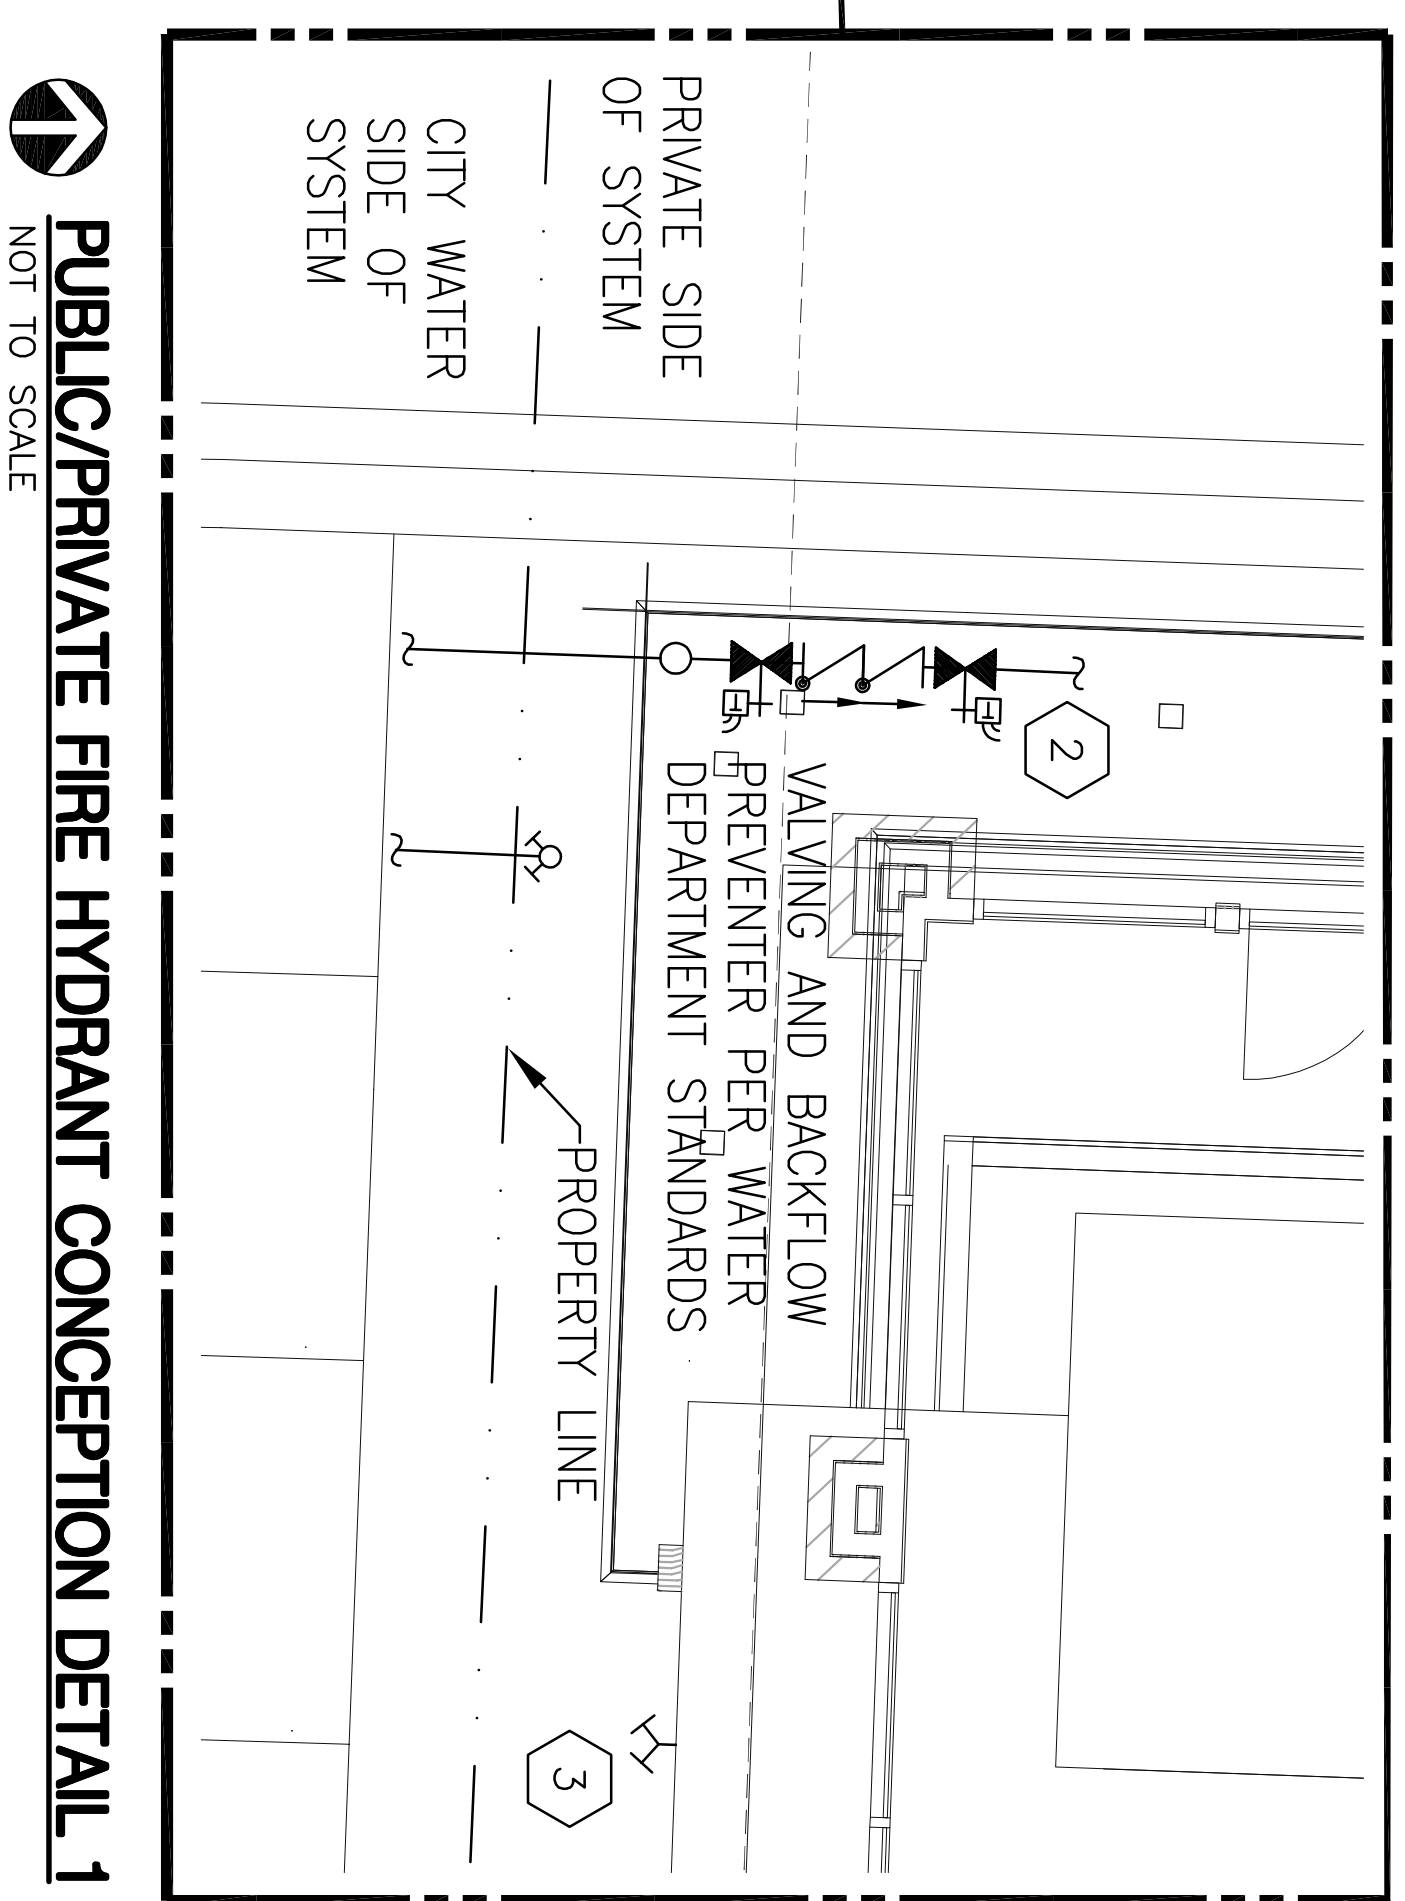 PRIVATE SIDE
OF SYSTEM
CITY WATER
SIDE OF
SYSTEM
2
VALVING AND BACKFLOW
PREVENTER PER WATER
DEPARTMENT STANDARDS
PROPERTY LINE
3
PUBLIC/PRIVATE FIRE HYDRANT CONCEPTION DETAIL 1
NOT TO SCALE